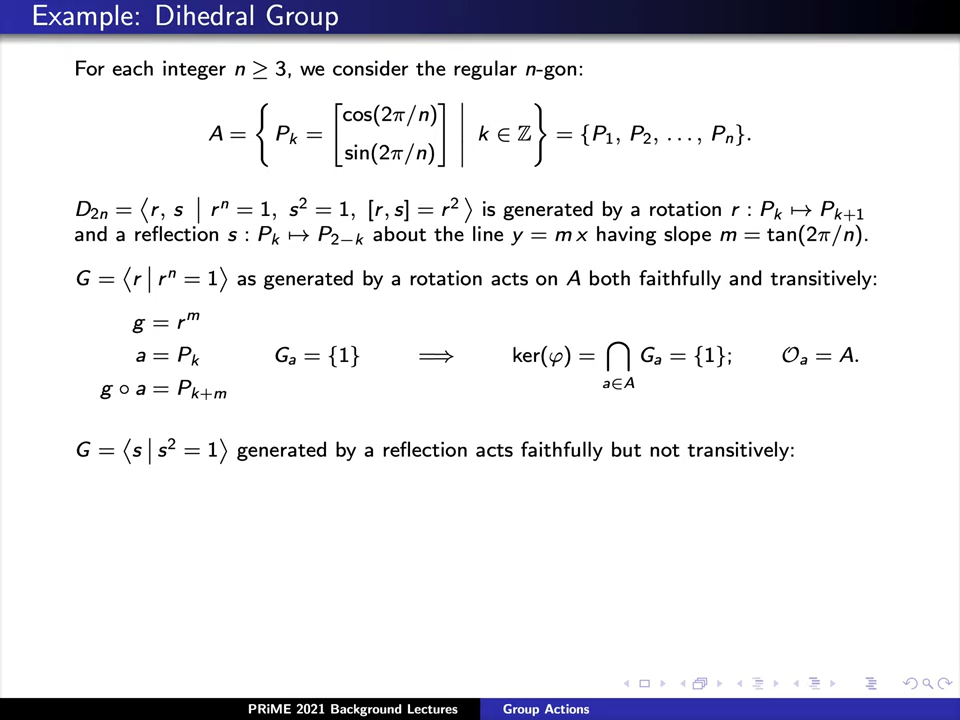 Example: Dihedral Group
For each integer n ≥ 3, we consider the regular n-gon:
A = { P_k = [cos(2π/n) sin(2π/n)] | k ∈ ℤ } = {P_1, P_2, ..., P_n}.
D_{2n} = ⟨r, s | r^n = 1, s^2 = 1, [r, s] = r^2⟩ is generated by a rotation r : P_k ↦ P_{k+1}
and a reflection s : P_k ↦ P_{2−k} about the line y = m x having slope m = tan(2π/n).
G = ⟨r | r^n = 1⟩ as generated by a rotation acts on A both faithfully and transitively:
g = r^m
a = P_k G_a = {1} ⟹ ker(φ) = ⋂_{a∈A} G_a = {1}; 𝒪_a = A.
g ∘ a = P_{k+m}
G = ⟨s | s^2 = 1⟩ generated by a reflection acts faithfully but not transitively:
PRiME 2021 Background Lectures Group Actions